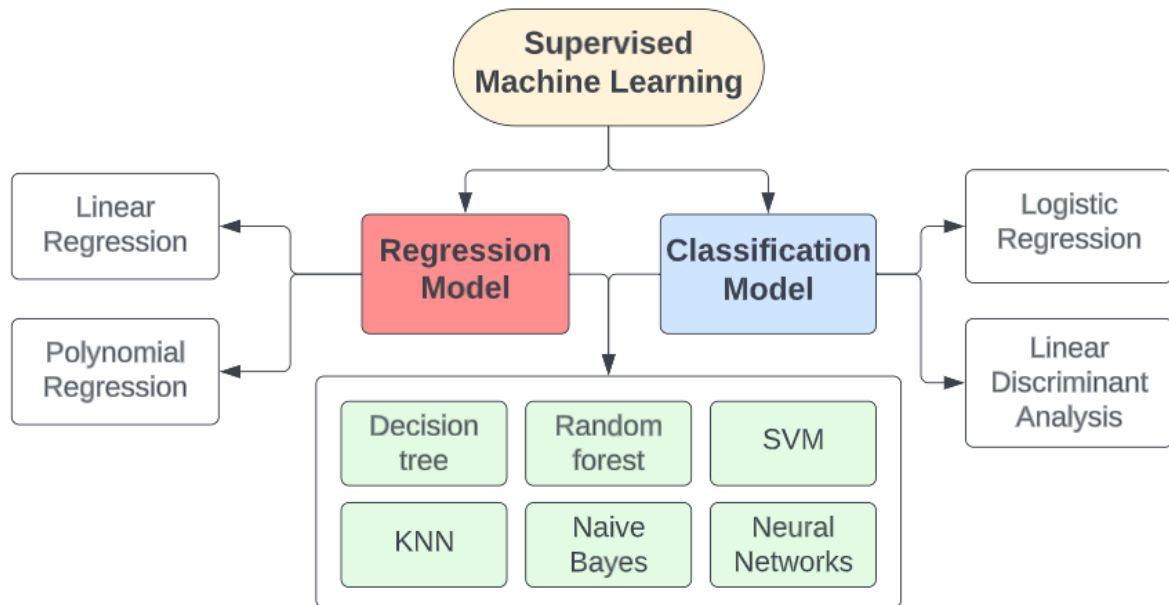 Supervised
Machine Learning
Linear
Regression
Polynomial
Regression
Regression
Model
Classification
Model
Logistic
Regression
Linear
Discriminant
Analysis
Decision
tree
Random
forest
SVM
KNN
Naive
Bayes
Neural
Networks